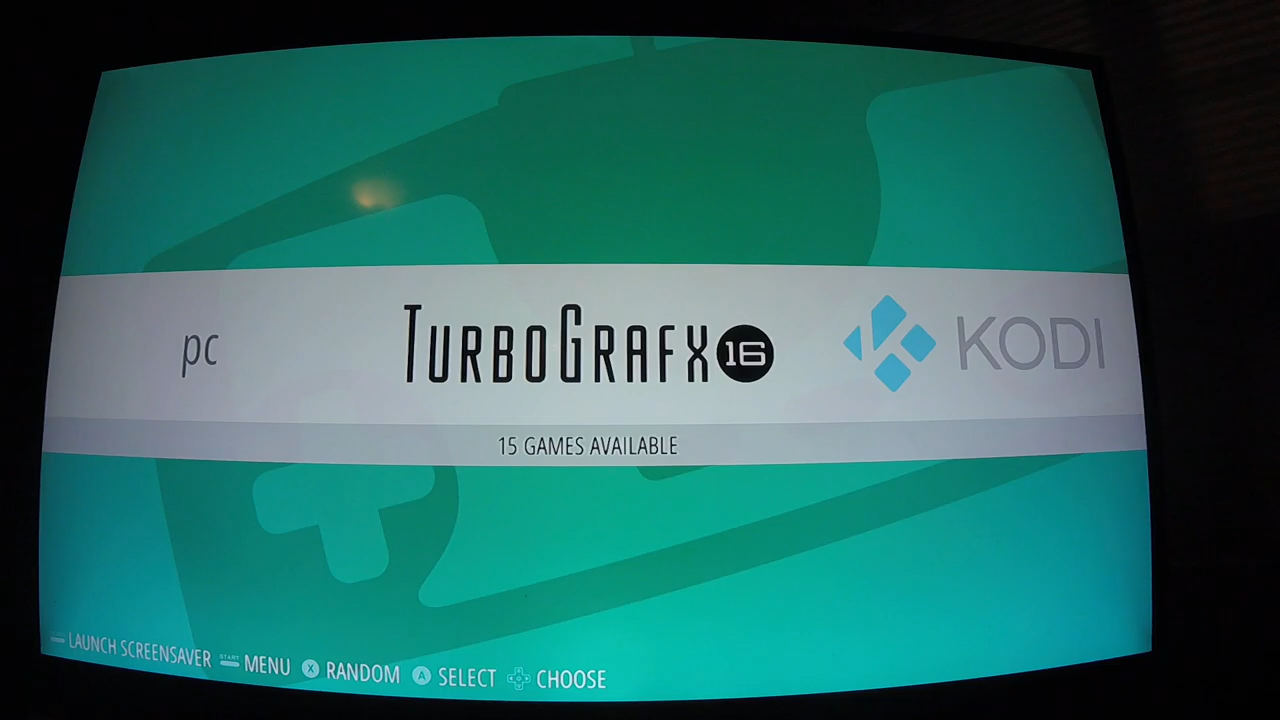 pc TURBOGRAFX 16 KODI
15 GAMES AVAILABLE
LAUNCH SCREENSAVER START MENU X RANDOM A SELECT CHOOSE